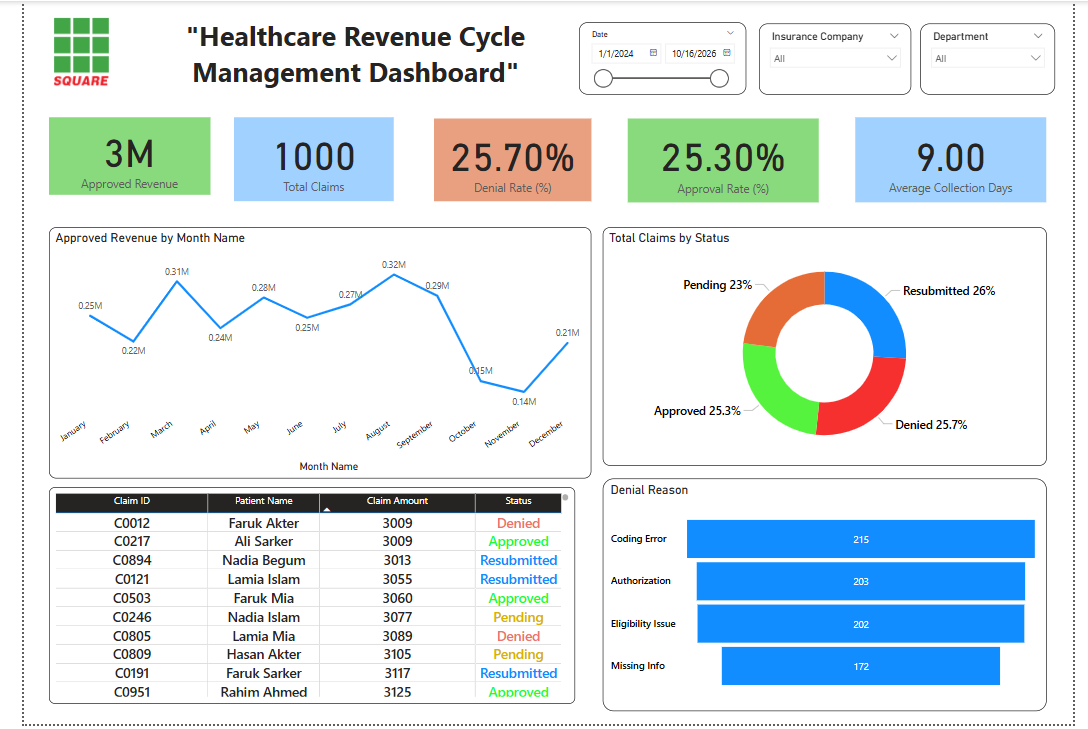 SQUARE
"Healthcare Revenue Cycle
Management Dashboard"
Date
1/1/2024
10/16/2026
Insurance Company
All
Department
All
3M
Approved Revenue
1000
Total Claims
25.70%
Denial Rate (%)
25.30%
Approval Rate (%)
9.00
Average Collection Days
Approved Revenue by Month Name
0.25M
0.22M
0.31M
0.24M
0.28M
0.25M
0.27M
0.32M
0.29M
0.15M
0.14M
0.21M
January
February
March
April
May
June
July
August
September
October
November
December
Month Name
Total Claims by Status
Pending 23%
Resubmitted 26%
Approved 25.3%
Denied 25.7%
Claim ID Patient Name Claim Amount Status
C0012 Faruk Akter 3009 Denied
C0217 Ali Sarker 3009 Approved
C0894 Nadia Begum 3013 Resubmitted
C0121 Lamia Islam 3055 Resubmitted
C0503 Faruk Mia 3060 Approved
C0246 Nadia Islam 3077 Pending
C0805 Lamia Mia 3089 Denied
C0809 Hasan Akter 3105 Pending
C0191 Faruk Sarker 3117 Resubmitted
C0951 Rahim Ahmed 3125 Approved
Denial Reason
Coding Error 215
Authorization 203
Eligibility Issue 202
Missing Info 172